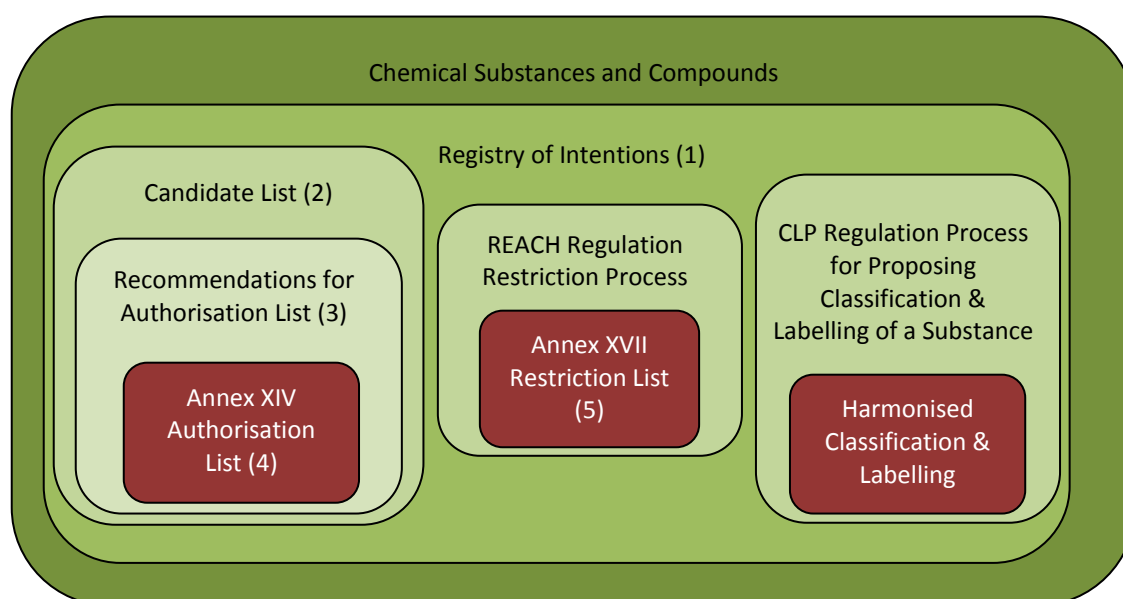 Chemical Substances and Compounds
Registry of Intentions (1)
Candidate List (2)
Recommendations for
Authorisation List (3)
Annex XIV
Authorisation
List (4)
REACH Regulation
Restriction Process
Annex XVII
Restriction List
(5)
CLP Regulation Process
for Proposing
Classification &
Labelling of a Substance
Harmonised
Classification &
Labelling